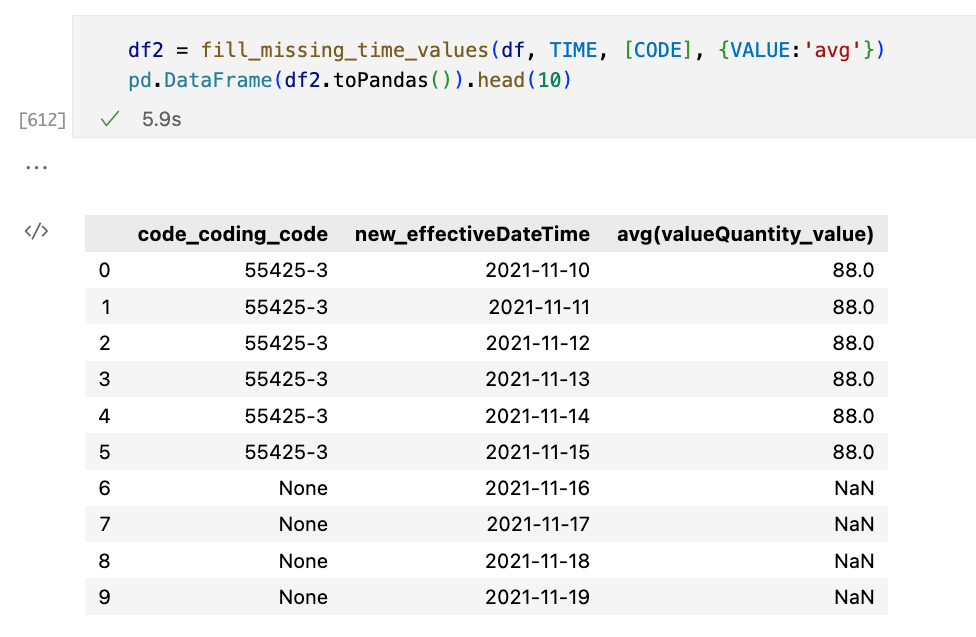 df2 = fill_missing_time_values(df, TIME, [CODE], {VALUE:'avg'})
pd.DataFrame(df2.toPandas()).head(10)
[612] ✓ 5.9s
...
</>
code_coding_code new_effectiveDateTime avg(valueQuantity_value)
0 55425-3 2021-11-10 88.0
1 55425-3 2021-11-11 88.0
2 55425-3 2021-11-12 88.0
3 55425-3 2021-11-13 88.0
4 55425-3 2021-11-14 88.0
5 55425-3 2021-11-15 88.0
6 None 2021-11-16 NaN
7 None 2021-11-17 NaN
8 None 2021-11-18 NaN
9 None 2021-11-19 NaN